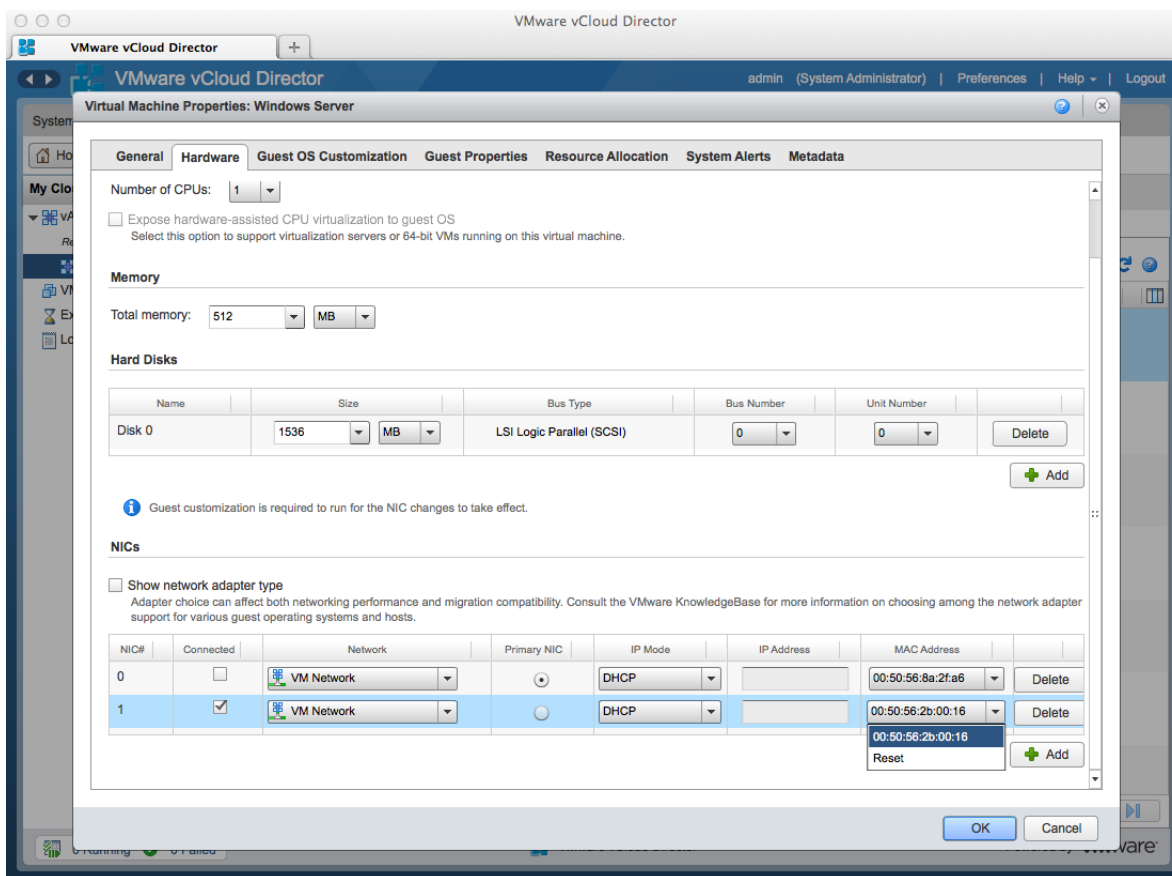 VMware vCloud Director
VMware vCloud Director
VMware vCloud Director admin (System Administrator) | Preferences | Help | Logout
Virtual Machine Properties: Windows Server
General Hardware Guest OS Customization Guest Properties Resource Allocation System Alerts Metadata
My Clo
Number of CPUs: 1
Expose hardware-assisted CPU virtualization to guest OS
Select this option to support virtualization servers or 64-bit VMs running on this virtual machine.
Memory
Total memory: 512 MB
Hard Disks
Name Size Bus Type Bus Number Unit Number
Disk 0 1536 MB LSI Logic Parallel (SCSI) 0 0 Delete
Add
Guest customization is required to run for the NIC changes to take effect.
NICs
Show network adapter type
Adapter choice can affect both networking performance and migration compatibility. Consult the VMware KnowledgeBase for more information on choosing among the network adapter
support for various guest operating systems and hosts.
NIC# Connected Network Primary NIC IP Mode IP Address MAC Address
0 VM Network DHCP 00:50:56:8a:2f:a6 Delete
1 VM Network DHCP 00:50:56:2b:00:16 Delete
00:50:56:2b:00:16
Reset
Add
OK Cancel